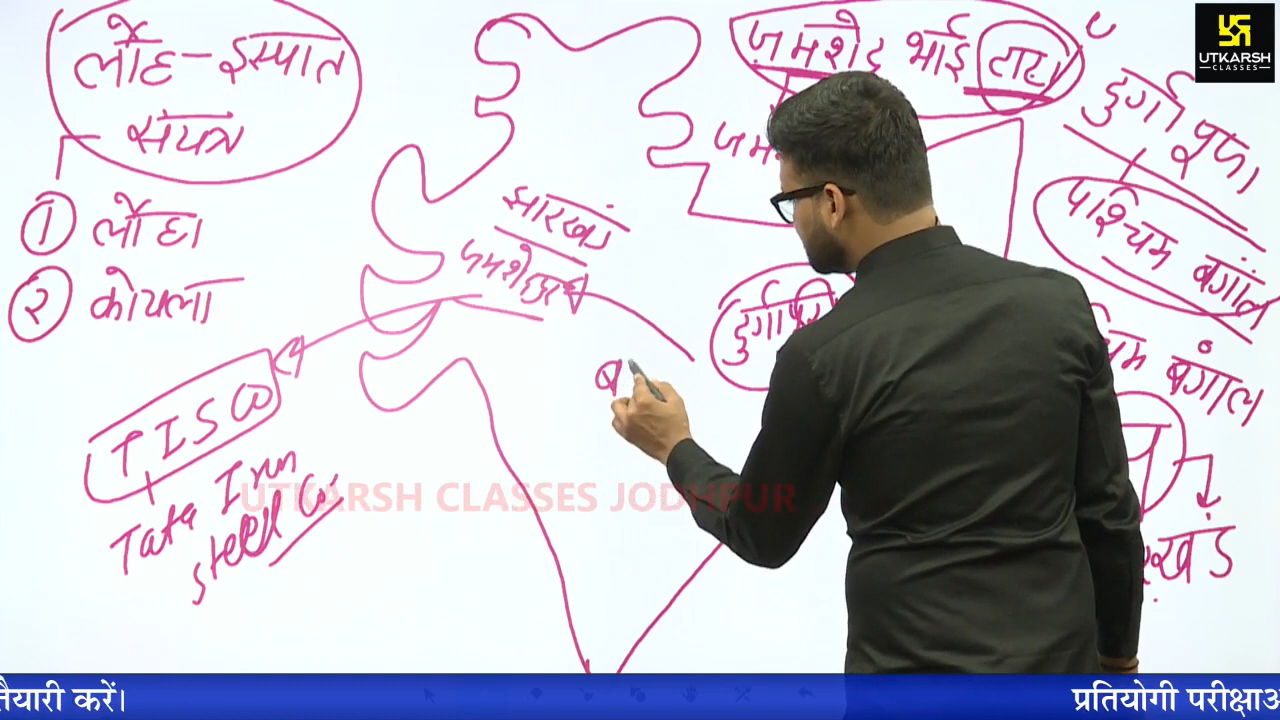 लौह-इस्पात
संयत्र
① लौहा
② कोयला
TISCO
Tata Iron
steel Co
झारखंड
जमशेदपुर
जमशेद भाई टाटा
दुर्गा पूजा
पश्चिम बंगाल
बंगाल
ब
UTKARSH
CLASSES
UTKARSH CLASSES JODHPUR
तैयारी करें।
प्रतियोगी परीक्षाओ